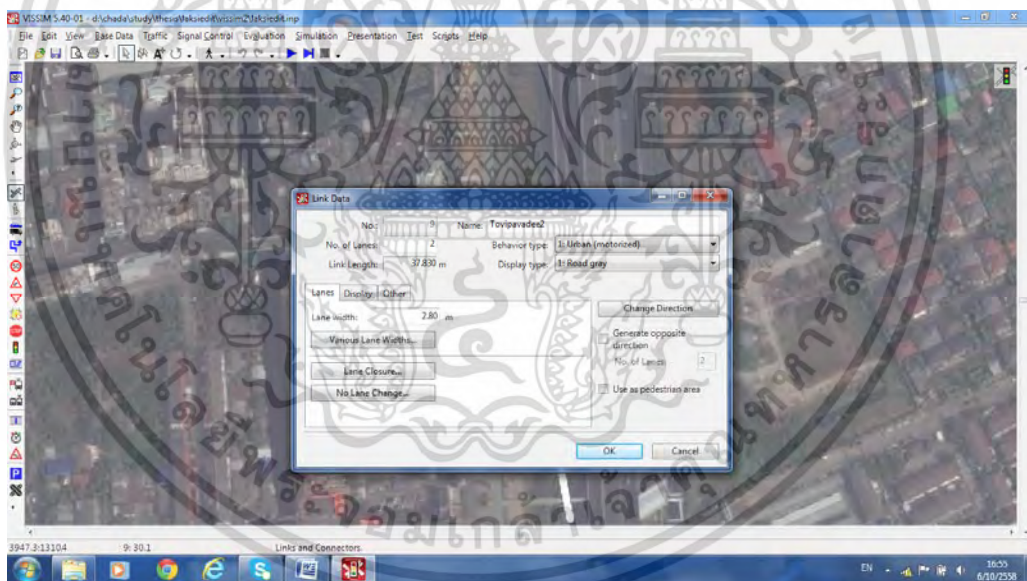 VISSIM 5.40-01 - d:\chada\study\thesis\laksiedit\vissim2\laksiedit.inp
File Edit View Base Data Traffic Signal Control Evaluation Simulation Presentation Test Scripts Help
Link Data
No.: 9 Name: Tovipavadee2
No. of Lanes: 2 Behavior type: 1: Urban (motorized)
Link Length: 37.830 m Display type: 1: Road gray
Lanes Display Other
Lane Width: 2.80 m
Change Direction
Various Lane Widths...
Generate opposite direction
No. of Lanes: 2
Lane Closure...
No Lane Change...
Use as pedestrian area
OK Cancel
3947.3:1310.4 9: 30.1 Links and Connectors
EN 16:55
6/10/2558